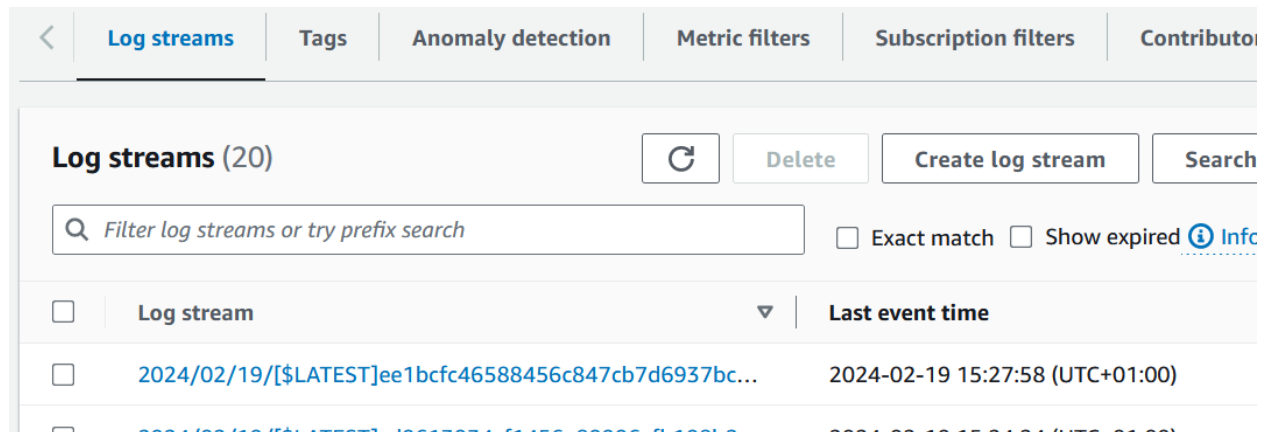 Log streams Tags Anomaly detection Metric filters Subscription filters Contributor
Log streams (20) Delete Create log stream Search
Filter log streams or try prefix search Exact match Show expired Info
Log stream Last event time
2024/02/19/[$LATEST]ee1bcfc46588456c847cb7d6937bc... 2024-02-19 15:27:58 (UTC+01:00)